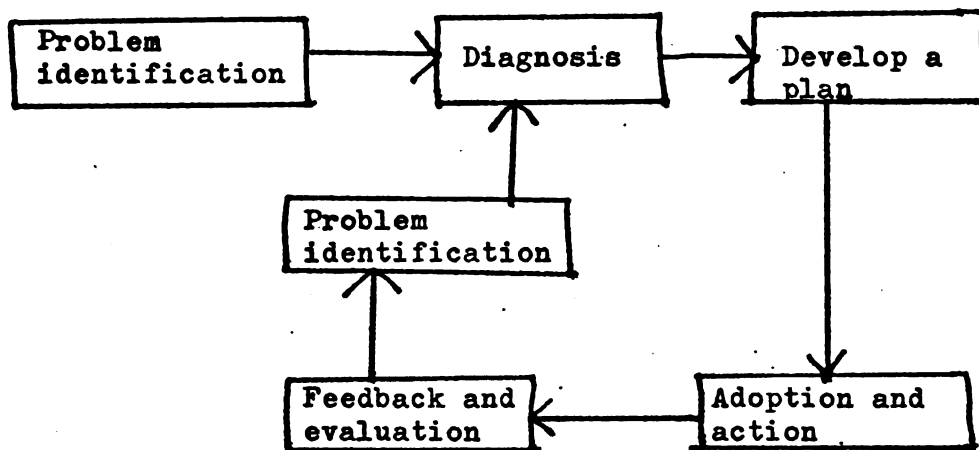 Problem
identification
Diagnosis
Develop a
plan
Problem
identification
Feedback and
evaluation
Adoption and
action